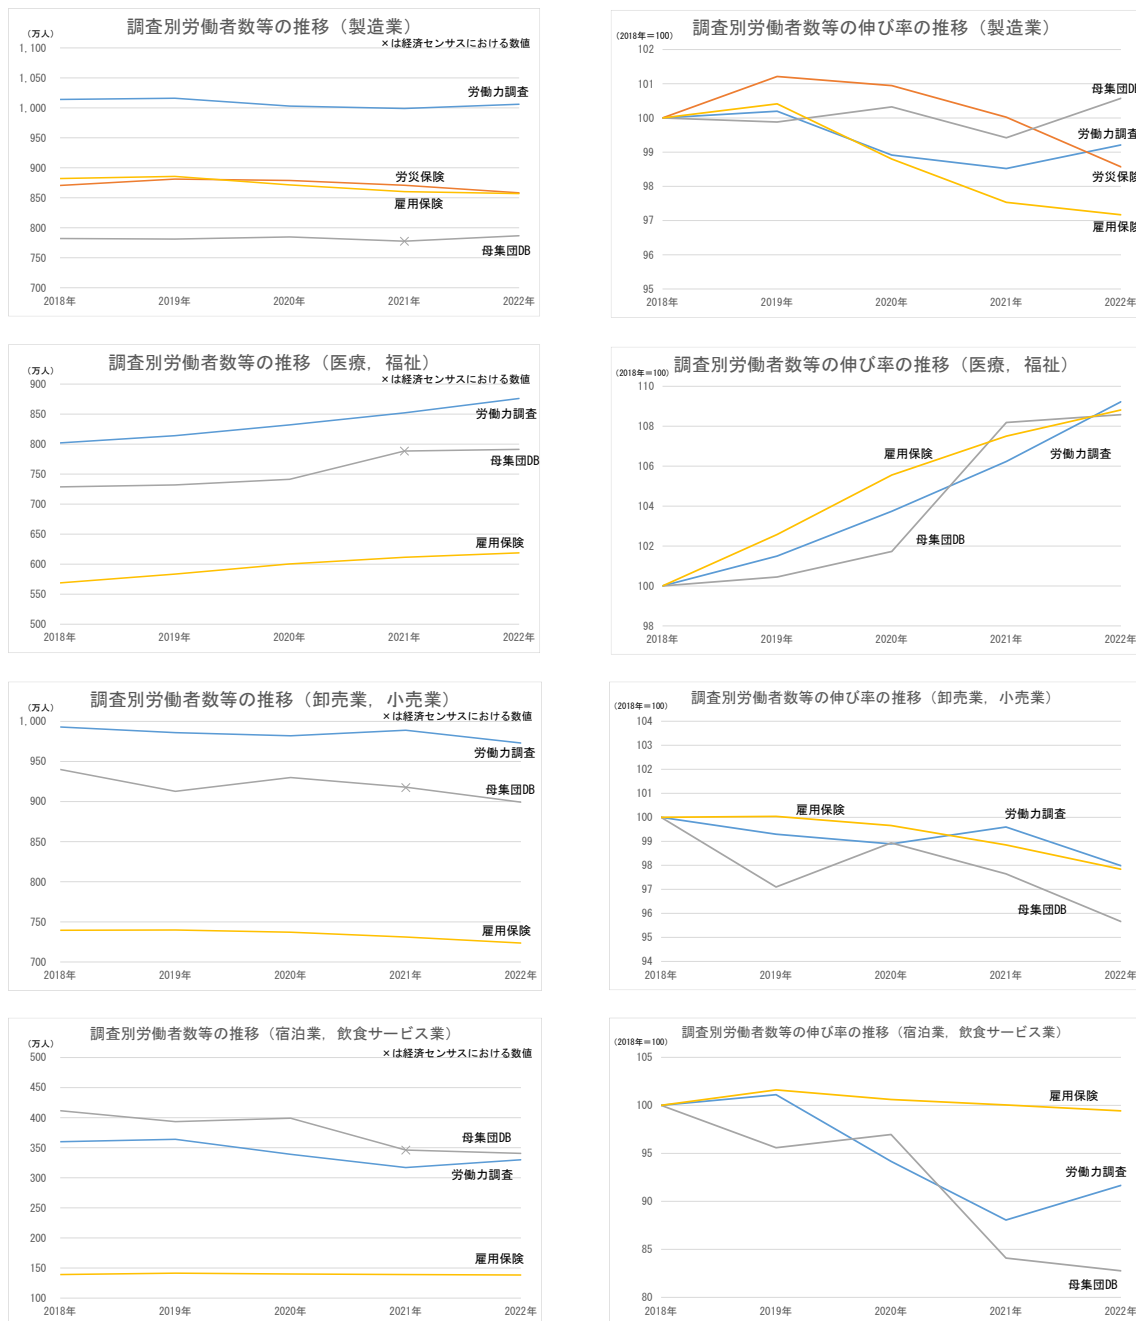 調査別労働者数等の推移（製造業）
（万人）
×は経済センサスにおける数値
1,100
1,050
1,000
950
900
850
800
750
700
労働力調査
労災保険
雇用保険
母集団DB
2018年 2019年 2020年 2021年 2022年
調査別労働者数等の伸び率の推移（製造業）
（2018年＝100）
102
101
100
99
98
97
96
95
母集団DB
労働力調査
労災保険
雇用保険
2018年 2019年 2020年 2021年 2022年
調査別労働者数等の推移（医療，福祉）
（万人）
×は経済センサスにおける数値
900
850
800
750
700
650
600
550
500
労働力調査
母集団DB
雇用保険
2018年 2019年 2020年 2021年 2022年
調査別労働者数等の伸び率の推移（医療，福祉）
（2018年＝100）
110
108
106
104
102
100
98
雇用保険
労働力調査
母集団DB
2018年 2019年 2020年 2021年 2022年
調査別労働者数等の推移（卸売業，小売業）
（万人）
×は経済センサスにおける数値
1,000
950
900
850
800
750
700
労働力調査
母集団DB
雇用保険
2018年 2019年 2020年 2021年 2022年
調査別労働者数等の伸び率の推移（卸売業，小売業）
（2018年＝100）
104
103
102
101
100
99
98
97
96
95
94
雇用保険
労働力調査
母集団DB
2018年 2019年 2020年 2021年 2022年
調査別労働者数等の推移（宿泊業，飲食サービス業）
（万人）
×は経済センサスにおける数値
500
450
400
350
300
250
200
150
100
母集団DB
労働力調査
雇用保険
2018年 2019年 2020年 2021年 2022年
調査別労働者数等の伸び率の推移（宿泊業，飲食サービス業）
（2018年＝100）
105
100
95
90
85
80
雇用保険
労働力調査
母集団DB
2018年 2019年 2020年 2021年 2022年